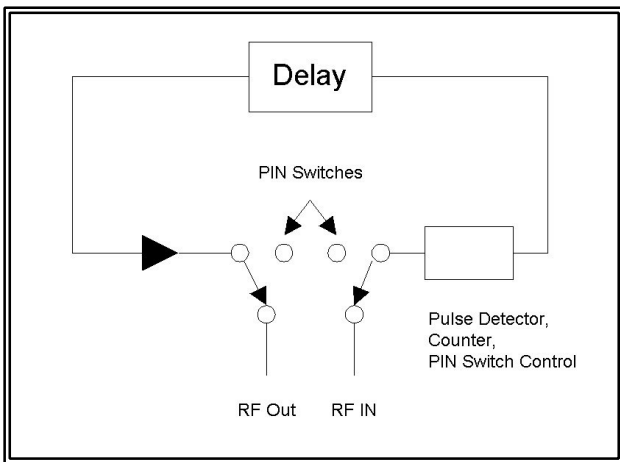 Delay
PIN Switches
Pulse Detector,
Counter,
PIN Switch Control
RF Out
RF IN